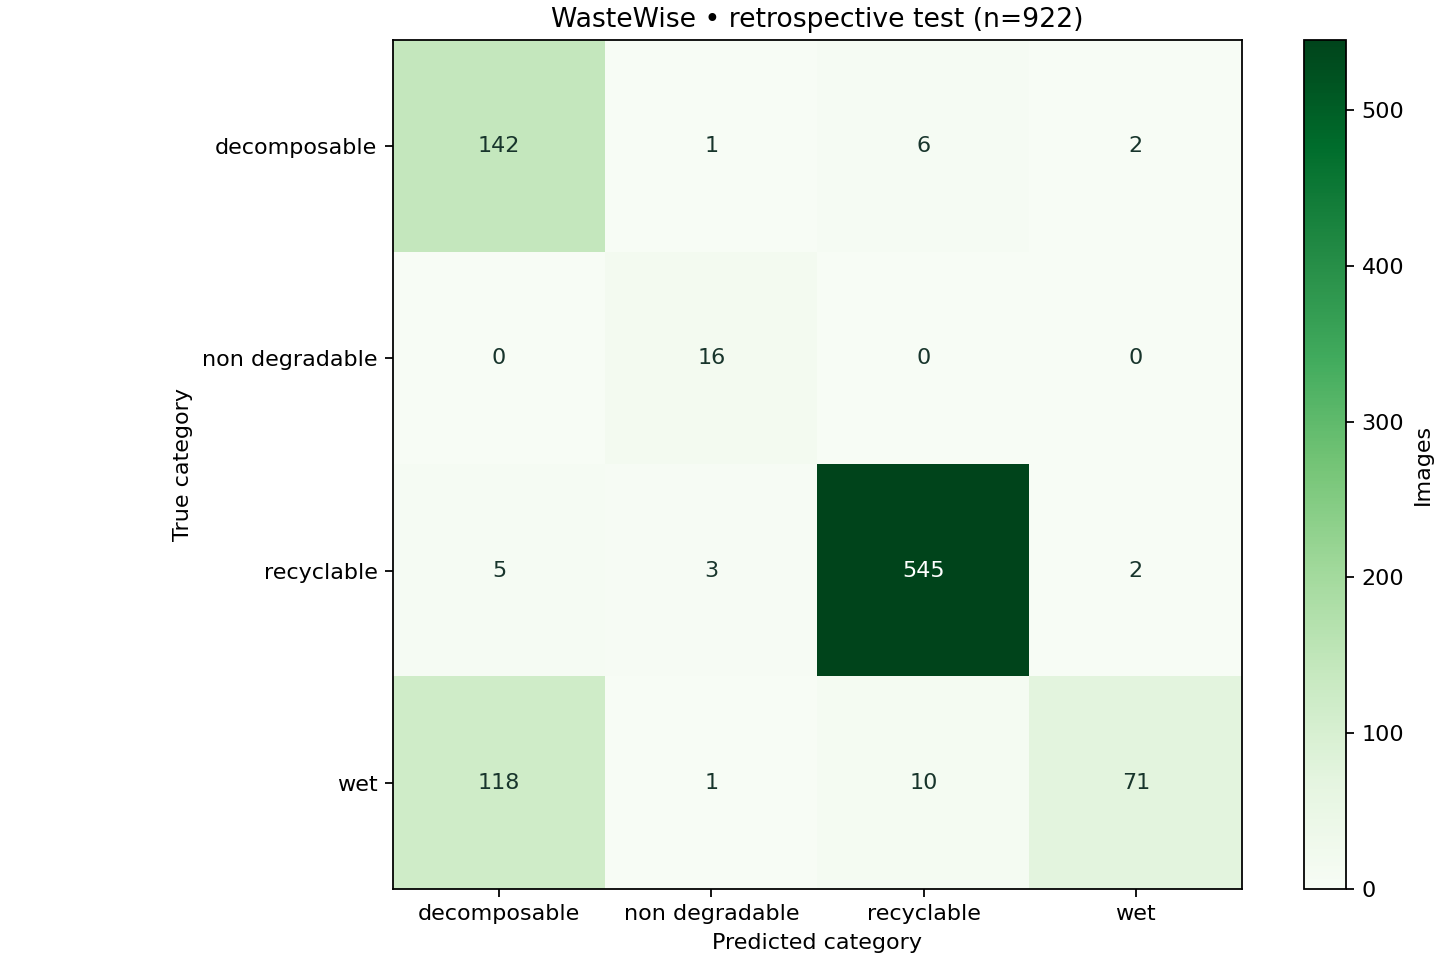 WasteWise • retrospective test (n=922)
decomposable 142 1 6 2
non degradable 0 16 0 0
recyclable 5 3 545 2
wet 118 1 10 71
decomposable non degradable recyclable wet
Predicted category
True category
500
400
300
200
100
0
Images